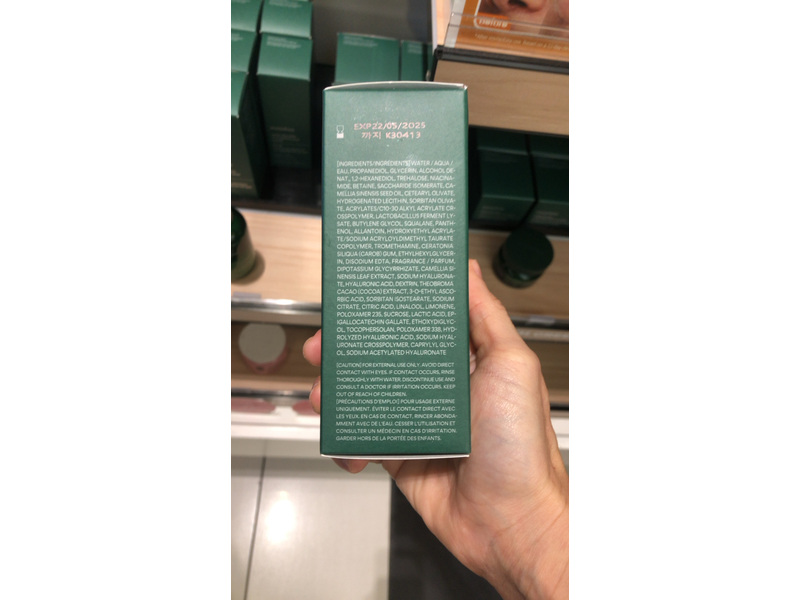 EXP22/05/2025
까지 K30413
[INGREDIENTS/INGRÉDIENTS] WATER / AQUA /
EAU, PROPANEDIOL, GLYCERIN, ALCOHOL DE-
NAT., 1,2-HEXANEDIOL, TREHALOSE, NIACINA-
MIDE, BETAINE, SACCHARIDE ISOMERATE, CA-
MELLIA SINENSIS SEED OIL, CETEARYL OLIVATE,
HYDROGENATED LECITHIN, SORBITAN OLIVA-
TE, ACRYLATES/C10-30 ALKYL ACRYLATE CR-
OSSPOLYMER, LACTOBACILLUS FERMENT LY-
SATE, BUTYLENE GLYCOL, SQUALANE, PANTH-
ENOL, ALLANTOIN, HYDROXYETHYL ACRYLA-
TE/SODIUM ACRYLOYLDIMETHYL TAURATE
COPOLYMER, TROMETHAMINE, CERATONIA
SILIQUA (CAROB) GUM, ETHYLHEXYLGLYCE-
RIN, DISODIUM EDTA, FRAGRANCE / PARFUM,
DIPOTASSIUM GLYCYRRHIZATE, CAMELLIA SI-
NENSIS LEAF EXTRACT, SODIUM HYALURONA-
TE, HYALURONIC ACID, DEXTRIN, THEOBROMA
CACAO (COCOA) EXTRACT, 3-O-ETHYL ASCO-
RBIC ACID, SORBITAN ISOSTEARATE, SODIUM
CITRATE, CITRIC ACID, LINALOOL, LIMONENE,
POLOXAMER 235, SUCROSE, LACTIC ACID, EP-
IGALLOCATECHIN GALLATE, ETHOXYDIGLYC-
OL, TOCOPHERSOLAN, POLOXAMER 338, HYD-
ROLYZED HYALURONIC ACID, SODIUM HYAL-
URONATE CROSSPOLYMER, CAPRYLYL GLYC-
OL, SODIUM ACETYLATED HYALURONATE
[CAUTION] FOR EXTERNAL USE ONLY. AVOID DIRECT
CONTACT WITH EYES. IF CONTACT OCCURS, RINSE
THOROUGHLY WITH WATER. DISCONTINUE USE AND
CONSULT A DOCTOR IF IRRITATION OCCURS. KEEP
OUT OF REACH OF CHILDREN.
[PRÉCAUTIONS D'EMPLOI] POUR USAGE EXTERNE
UNIQUEMENT. ÉVITER LE CONTACT DIRECT AVEC
LES YEUX. EN CAS DE CONTACT, RINCER ABONDA-
MMENT AVEC DE L'EAU. CESSER L'UTILISATION ET
CONSULTER UN MÉDECIN EN CAS D'IRRITATION.
GARDER HORS DE LA PORTÉE DES ENFANTS.